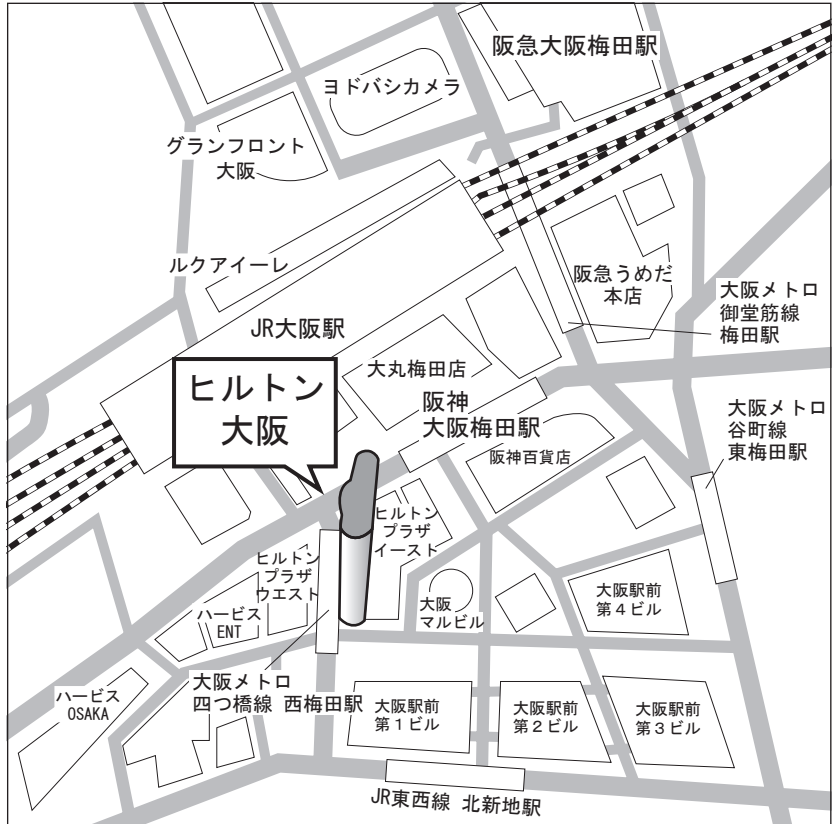 阪急大阪梅田駅
ヨドバシカメラ
グランフロント
大阪
ルクアイーレ
阪急うめだ
本店
大阪メトロ
御堂筋線
梅田駅
JR大阪駅
大丸梅田店
ヒルトン
大阪
阪神
大阪梅田駅
大阪メトロ
谷町線
東梅田駅
阪神百貨店
ヒルトン
プラザ
イースト
ヒルトン
プラザ
ウエスト
ハービス
ENT
大阪
マルビル
大阪駅前
第4ビル
ハービス
OSAKA
大阪メトロ
四つ橋線 西梅田駅
大阪駅前
第1ビル
大阪駅前
第2ビル
大阪駅前
第3ビル
JR東西線 北新地駅